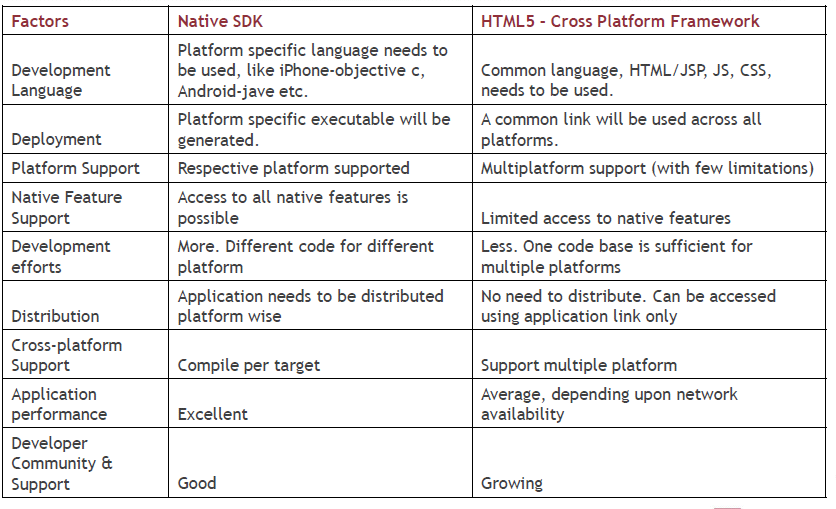 Factors
Native SDK
HTML5 - Cross Platform Framework
Development
Language
Platform specific language needs to
be used, like iPhone-objective c,
Android-jave etc.
Common language, HTML/JSP, JS, CSS,
needs to be used.
Deployment
Platform specific executable will be
generated.
A common link will be used across all
platforms.
Platform Support
Respective platform supported
Multiplatform support (with few limitations)
Native Feature
Support
Access to all native features is
possible
Limited access to native features
Development
efforts
More. Different code for different
platform
Less. One code base is sufficient for
multiple platforms
Distribution
Application needs to be distributed
platform wise
No need to distribute. Can be accessed
using application link only
Cross-platform
Support
Compile per target
Support multiple platform
Application
performance
Excellent
Average, depending upon network
availability
Developer
Community &
Support
Good
Growing